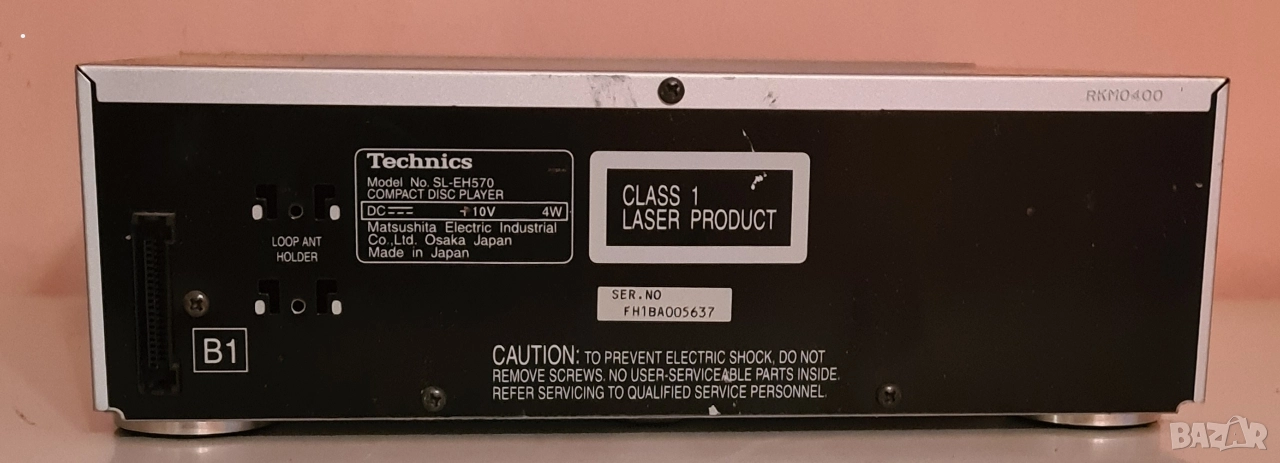 RKM0400
Technics
Model No. SL-EH570
COMPACT DISC PLAYER
DC 10V 4W
Matsushita Electric Industrial
Co.,Ltd. Osaka Japan
Made in Japan
CLASS 1
LASER PRODUCT
LOOP ANT
HOLDER
SER.NO
FH1BA005637
B1
CAUTION: TO PREVENT ELECTRIC SHOCK, DO NOT
REMOVE SCREWS. NO USER-SERVICEABLE PARTS INSIDE.
REFER SERVICING TO QUALIFIED SERVICE PERSONNEL.
BAZAR